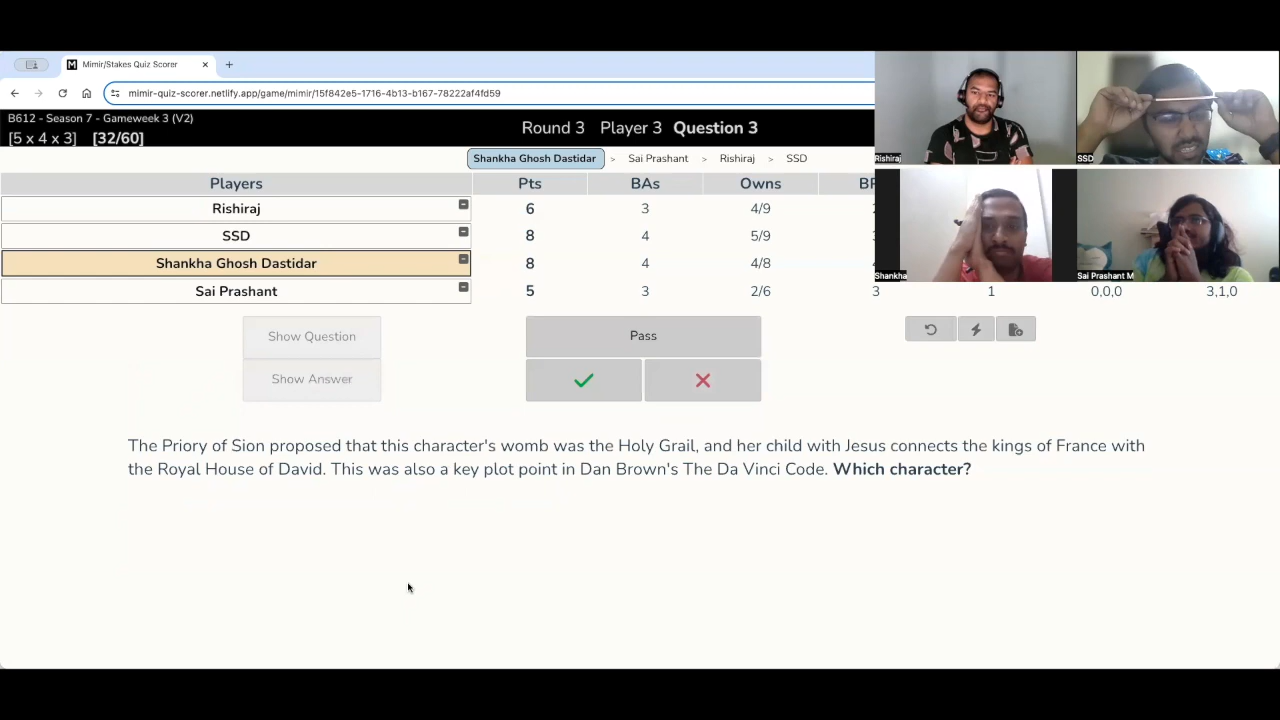 Mimir/Stakes Quiz Scorer
mimir-quiz-scorer.netlify.app/game/mimir/15f842e5-1716-4b13-b167-78222af4fd59
B612 - Season 7 - Gameweek 3 (V2)
[5 x 4 x 3] [32/60]
Round 3 Player 3 Question 3
Shankha Ghosh Dastidar > Sai Prashant > Rishiraj > SSD
Players Pts BAs Owns
Rishiraj 6 3 4/9
SSD 8 4 5/9
Shankha Ghosh Dastidar 8 4 4/8
Sai Prashant 5 3 2/6 3 1 0,0,0 3,1,0
Rishiraj
SSD
Shankha
Sai Prashant M
Show Question
Pass
Show Answer
The Priory of Sion proposed that this character's womb was the Holy Grail, and her child with Jesus connects the kings of France with
the Royal House of David. This was also a key plot point in Dan Brown's The Da Vinci Code. Which character?